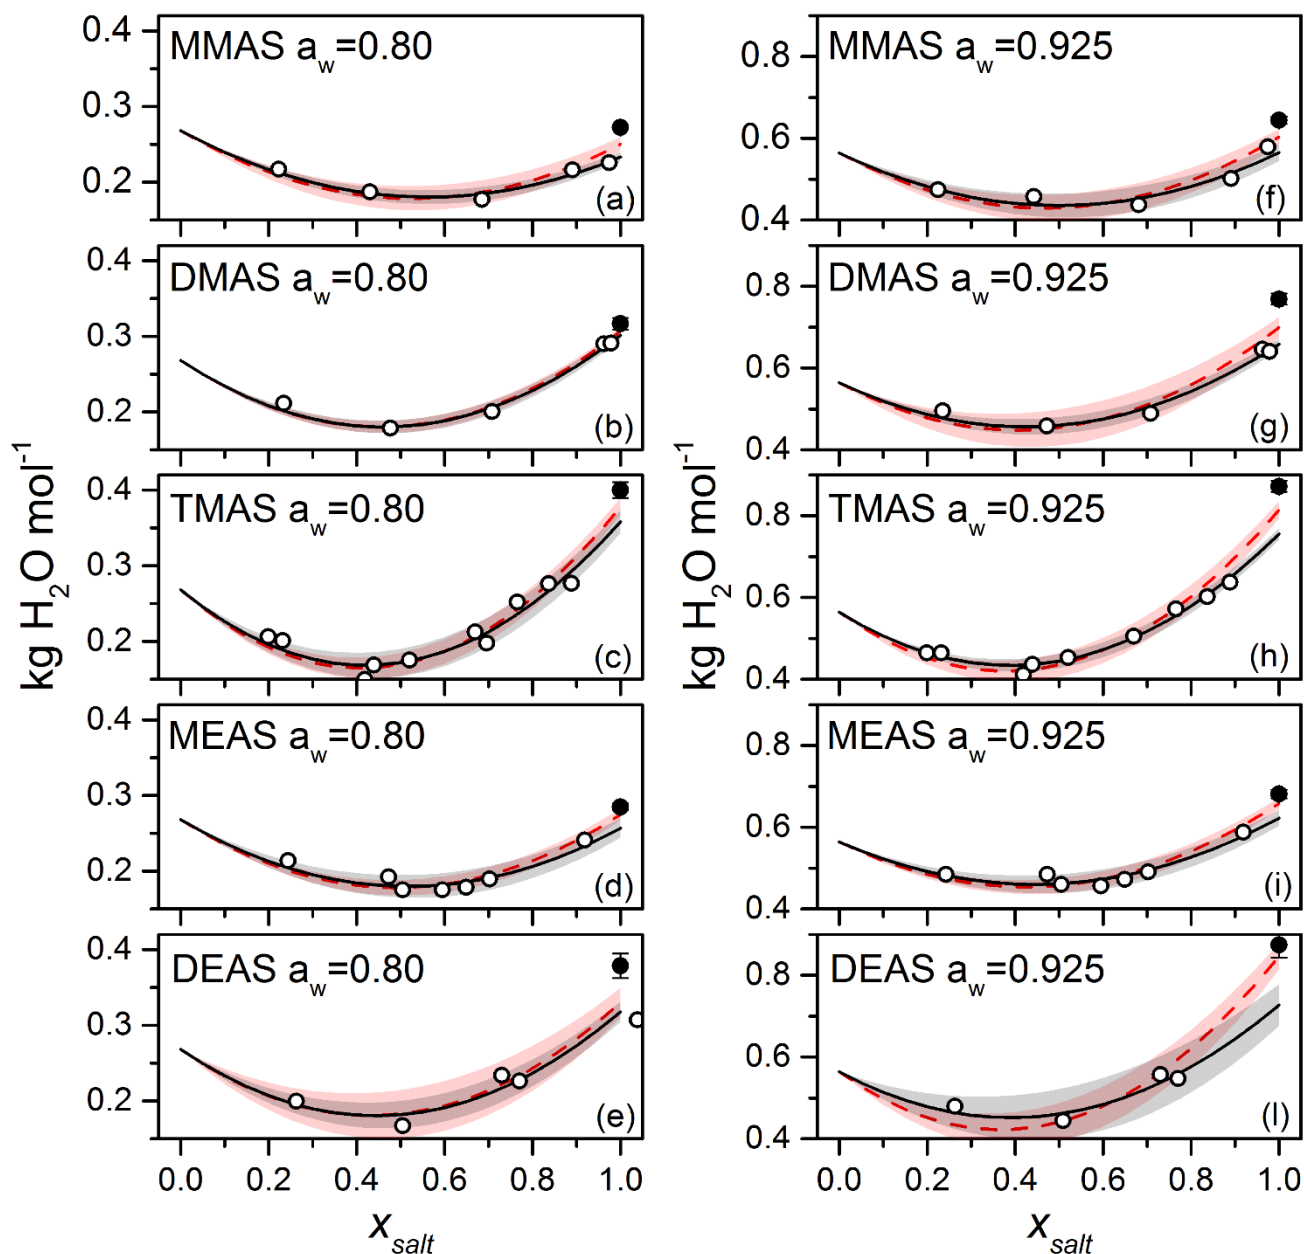 0.4
0.3
0.2
MMAS a_w=0.80
(a)
0.4
0.3
0.2
DMAS a_w=0.80
(b)
0.4
0.3
0.2
TMAS a_w=0.80
(c)
0.4
0.3
0.2
MEAS a_w=0.80
(d)
0.4
0.3
0.2
DEAS a_w=0.80
(e)
0.0 0.2 0.4 0.6 0.8 1.0
x_salt
kg H₂O mol⁻¹
0.8
0.6
0.4
MMAS a_w=0.925
(f)
0.8
0.6
0.4
DMAS a_w=0.925
(g)
0.8
0.6
0.4
TMAS a_w=0.925
(h)
0.8
0.6
0.4
MEAS a_w=0.925
(i)
0.8
0.6
0.4
DEAS a_w=0.925
(l)
0.0 0.2 0.4 0.6 0.8 1.0
x_salt
kg H₂O mol⁻¹